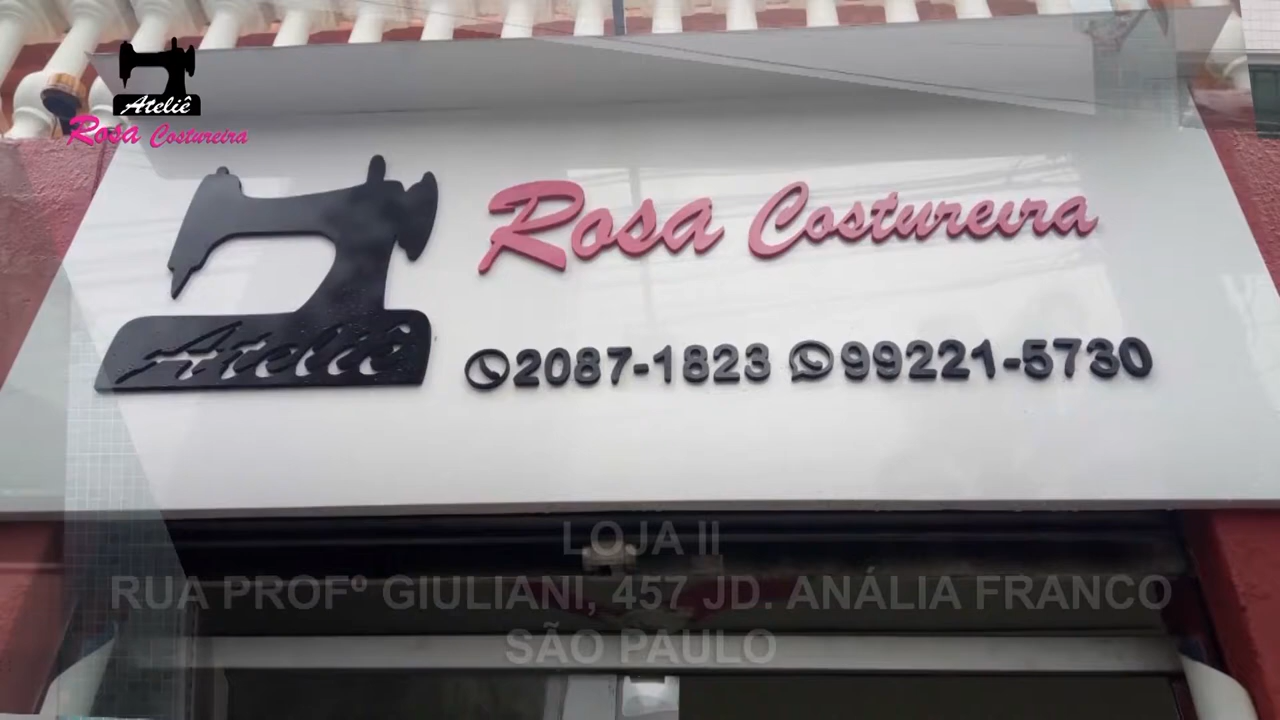 Ateliê
Rosa Costureira
Rosa Costureira
Ateliê
2087-1823 99221-5730
LOJA II
RUA PROFº GIULIANI, 457 JD. ANÁLIA FRANCO
SÃO PAULO